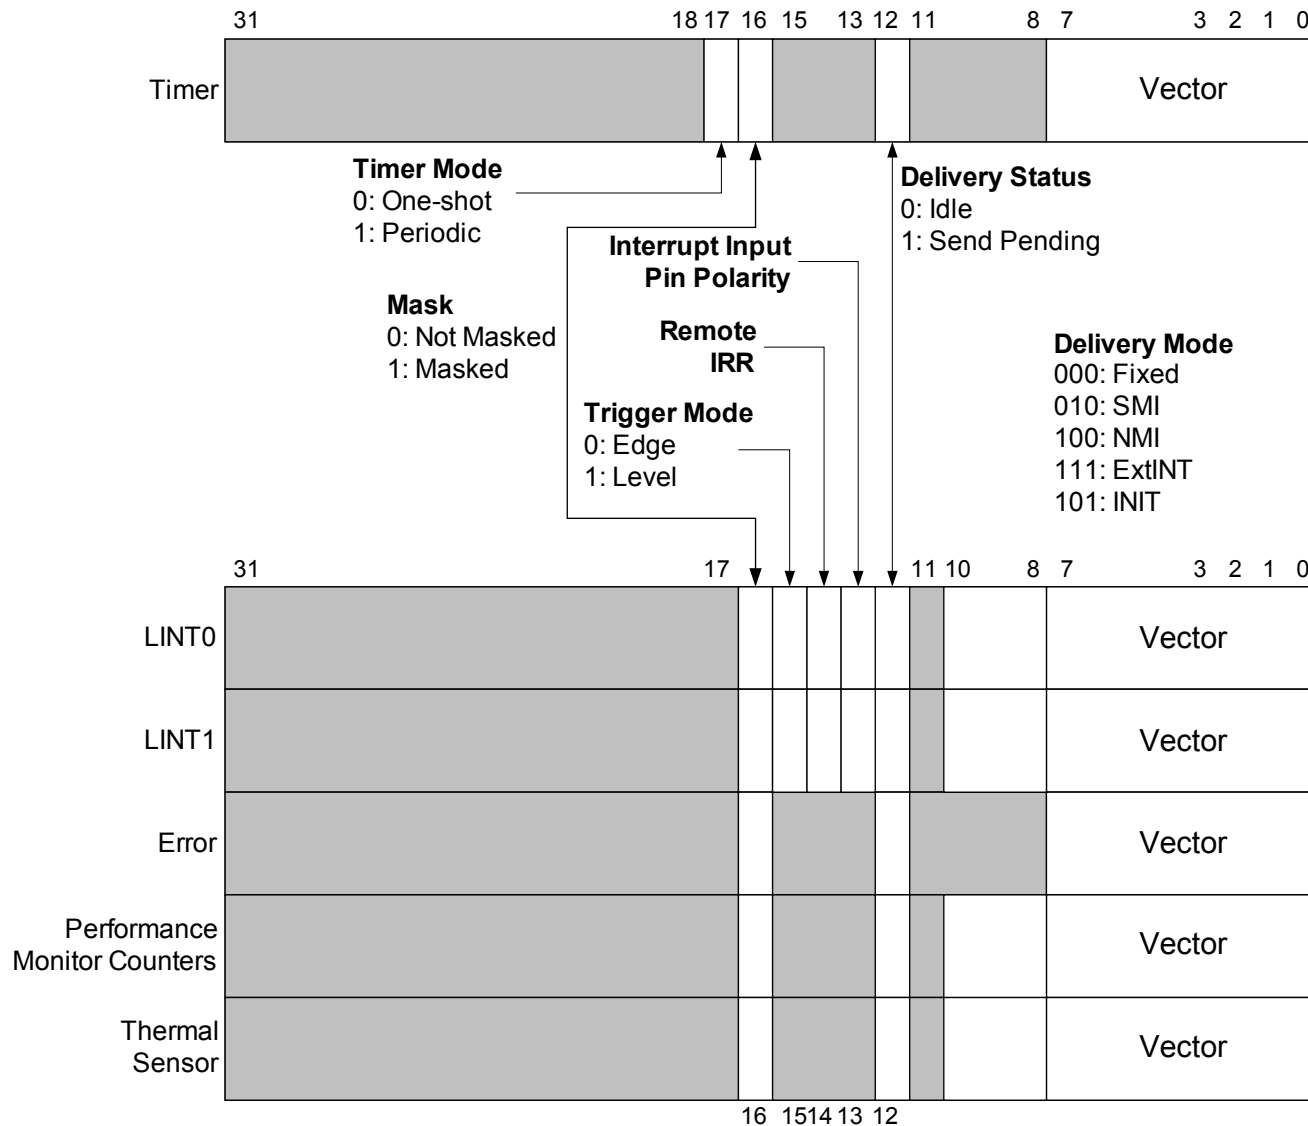 31 18 17 16 15 13 12 11 8 7 3 2 1 0
Timer
Vector
Timer Mode
0: One-shot
1: Periodic
Delivery Status
0: Idle
1: Send Pending
Interrupt Input
Pin Polarity
Mask
0: Not Masked
1: Masked
Remote
IRR
Delivery Mode
000: Fixed
010: SMI
100: NMI
111: ExtINT
101: INIT
Trigger Mode
0: Edge
1: Level
31 17 11 10 8 7 3 2 1 0
LINT0
Vector
LINT1
Vector
Error
Vector
Performance
Monitor Counters
Vector
Thermal
Sensor
Vector
16 15 14 13 12